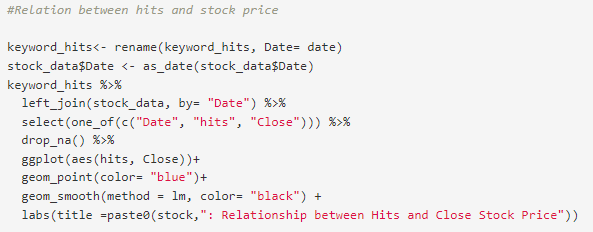 #Relation between hits and stock price

keyword_hits<- rename(keyword_hits, Date= date)
stock_data$Date <- as_date(stock_data$Date)
keyword_hits %>%
  left_join(stock_data, by= "Date") %>%
  select(one_of(c("Date", "hits", "Close"))) %>%
  drop_na() %>%
  ggplot(aes(hits, Close))+
  geom_point(color= "blue")+
  geom_smooth(method = lm, color= "black") +
  labs(title =paste0(stock,": Relationship between Hits and Close Stock Price"))